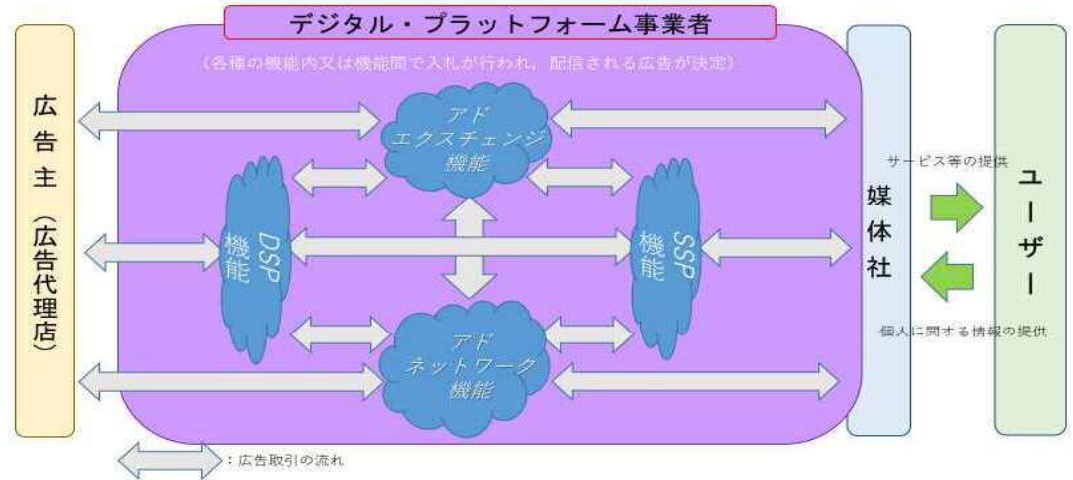 デジタル・プラットフォーム事業者
（各種の機能内又は機能間で入札が行われ，配信される広告が決定）
広告主（広告代理店）
アド
エクスチェンジ
機能
DSP
機能
SSP
機能
アド
ネットワーク
機能
媒体社
サービス等の提供
個人に関する情報の提供
ユーザー
：広告取引の流れ